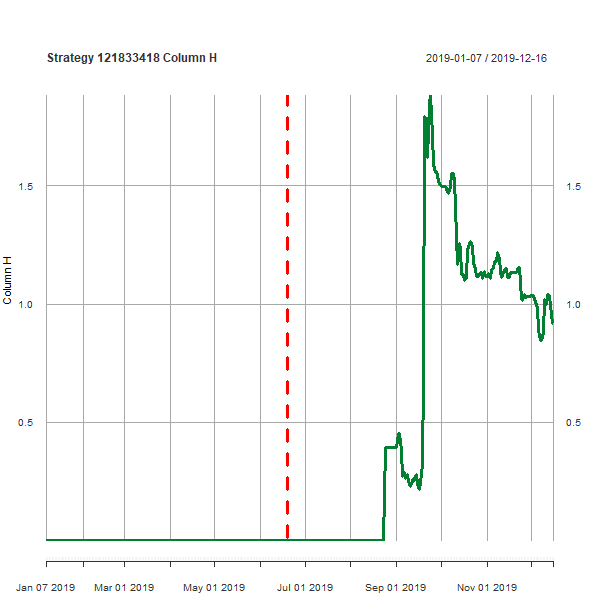 Strategy 121833418 Column H
2019-01-07 / 2019-12-16
Column H
1.5
1.0
0.5
1.5
1.0
0.5
Jan 07 2019
Mar 01 2019
May 01 2019
Jul 01 2019
Sep 01 2019
Nov 01 2019